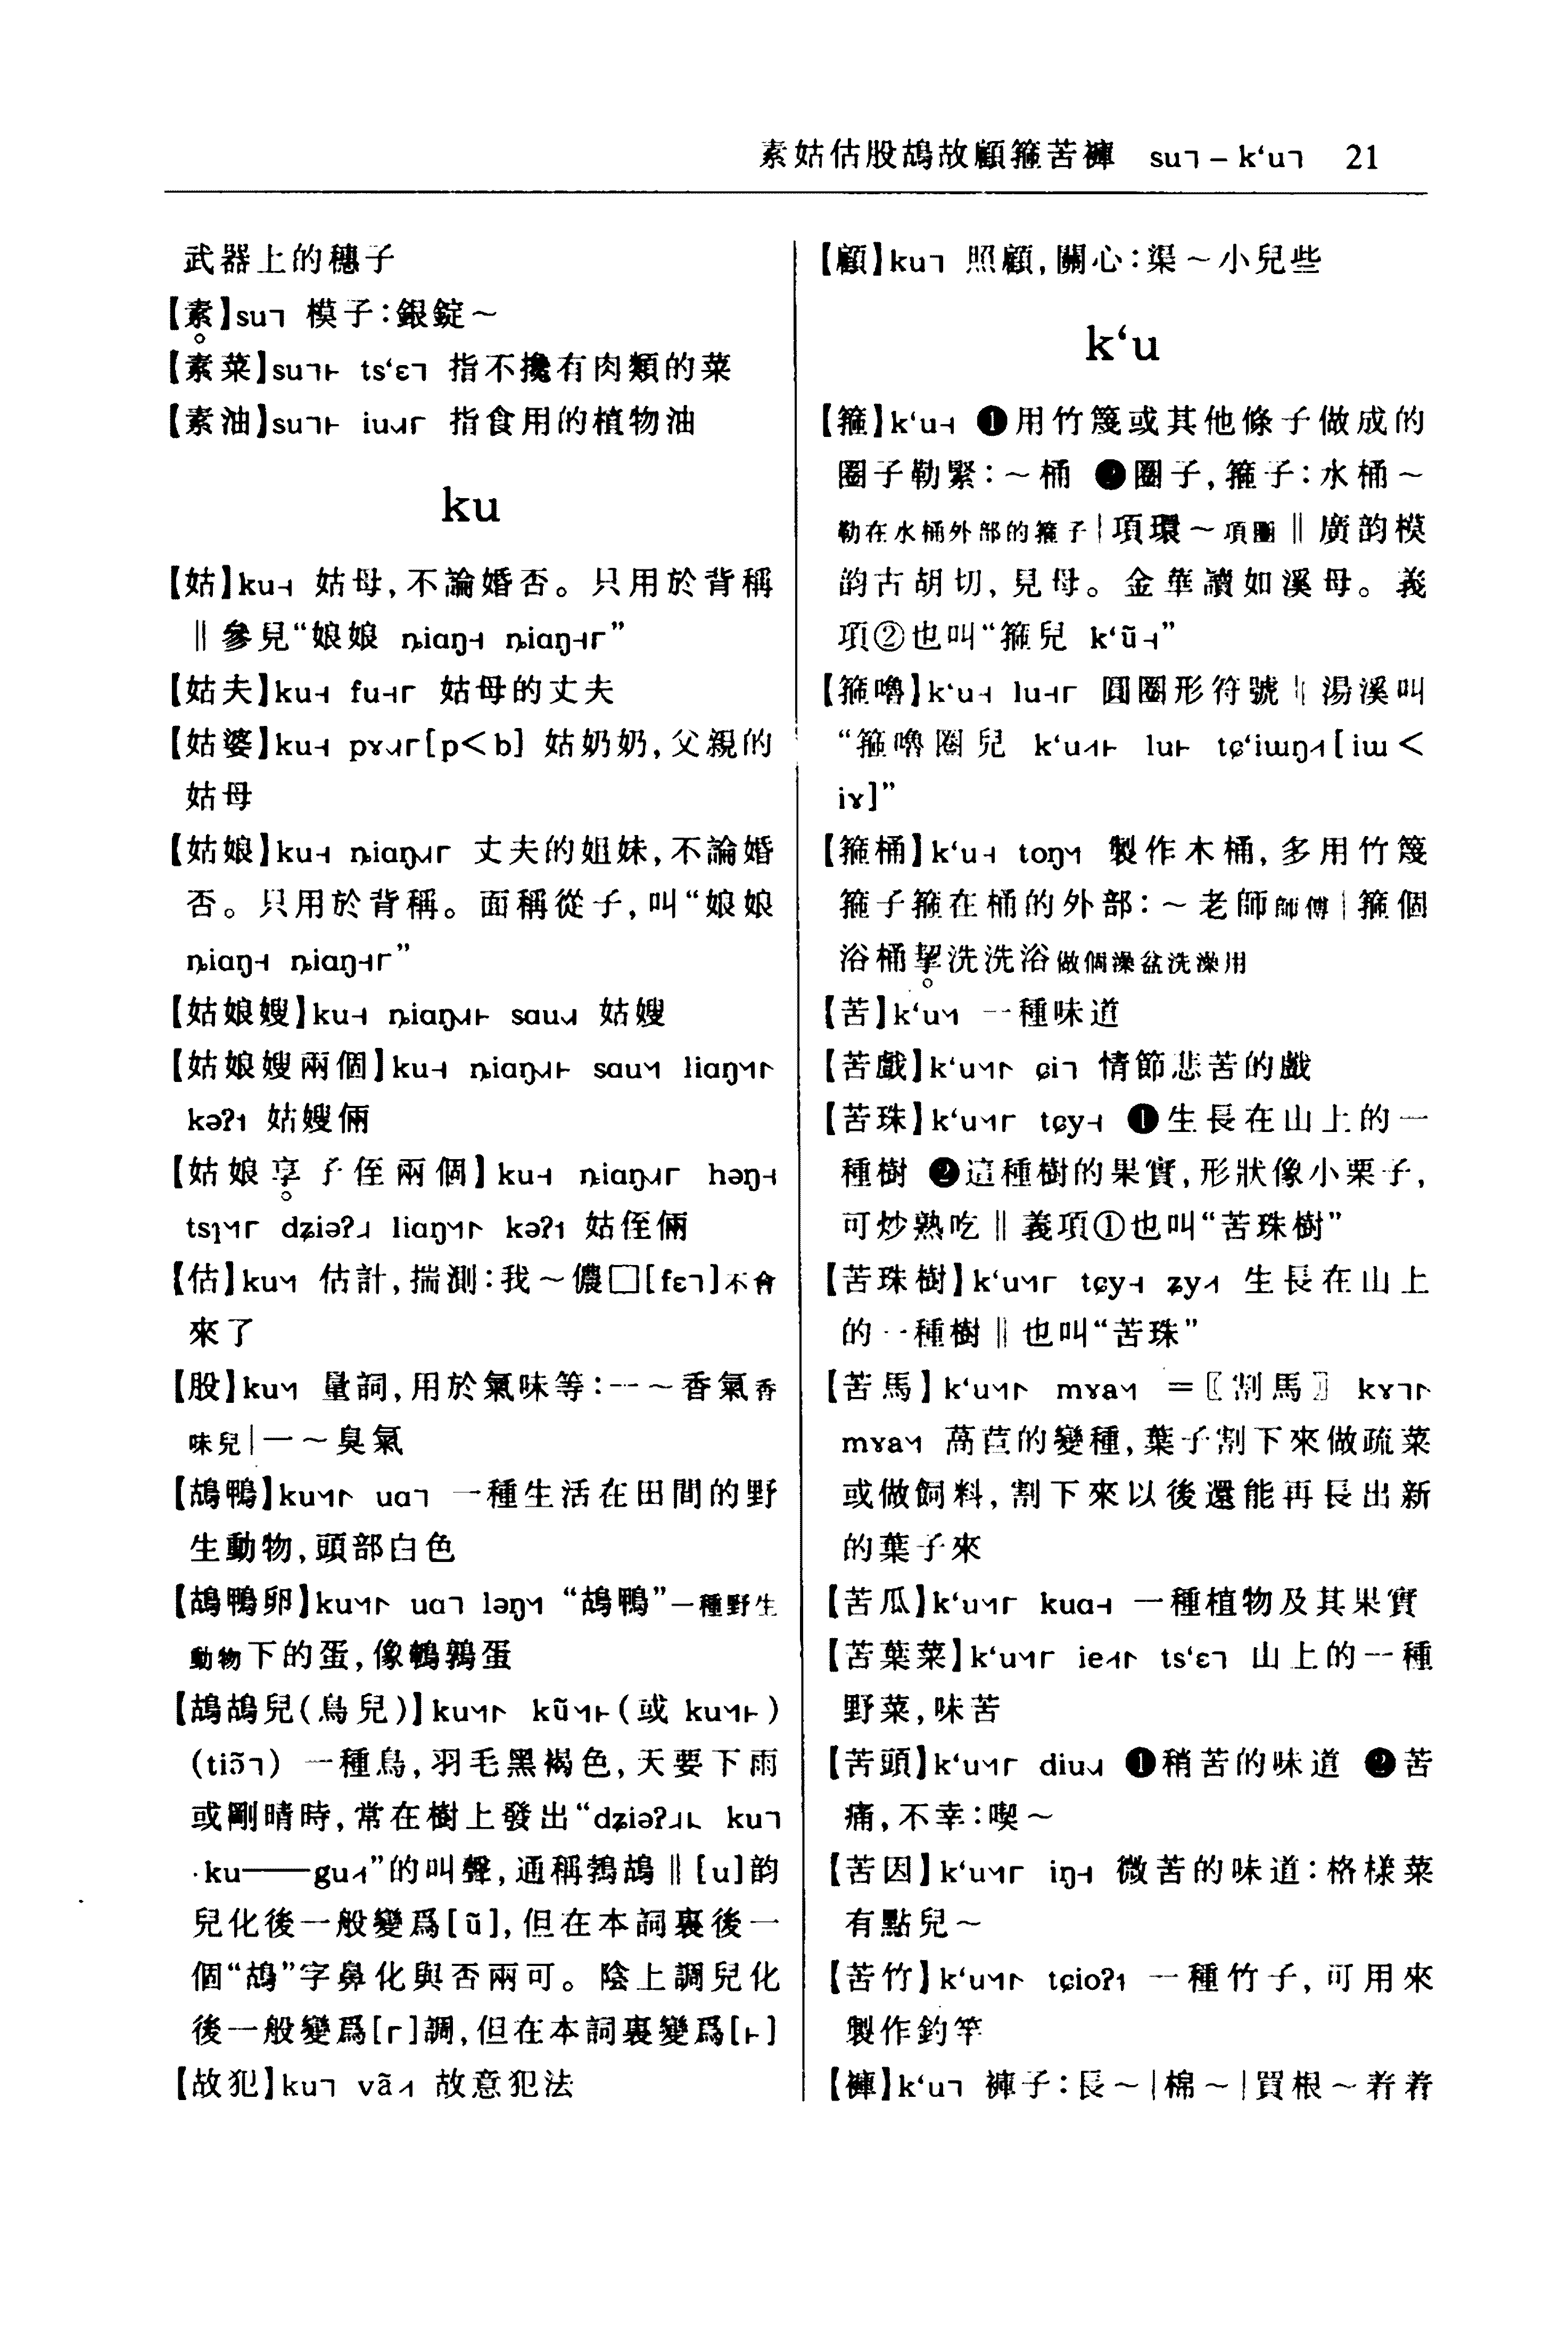 素姑估股鴣故顧箍苦褲 su˥ – k‘u˥ 21
武器上的穗子
【素】su˥ 模子:銀錠～
【素菜】su˥꜔ ts‘ɛ˥ 指不攙有肉類的菜
【素油】su˥꜔ iu˩˧ 指食用的植物油
ku
【姑】ku˧ 姑母,不論婚否。只用於背稱
‖參見“娘娘 ȵiaŋ˧ ȵiaŋ˧”
【姑夫】ku˧ fu˧ 姑母的丈夫
【姑婆】ku˧ pɤ[p<b] 姑奶奶,父親的
姑母
【姑娘】ku˧ ȵiaŋ 丈夫的姐妹,不論婚
否。只用於背稱。面稱從子,叫“娘娘
ȵiaŋ˧ ȵiaŋ˧”
【姑娘嫂】ku˧ ȵiaŋ sau 姑嫂
【姑娘嫂兩個】ku˧ ȵiaŋ sau liaŋ
kəʔ 姑嫂倆
【姑娘享子侄兩個】ku˧ ȵiaŋ həŋ˧
tsɿ dʑiəʔ liaŋ kəʔ 姑侄倆
【估】ku 估計,揣測:我～儂□[fɛ˥]不會
來了
【股】ku 量詞,用於氣味等:一～香氣香
味兒|一～臭氣
【鴣鴨】ku uɑ˥ 一種生活在田間的野
生動物,頭部白色
【鴣鴨卵】ku uɑ˥ ləŋ “鴣鴨”一種野生
動物下的蛋,像鵪鶉蛋
【鴣鴣兒(鳥兒)】ku kũ(或 ku)
(tiɔ̃˥) 一種鳥,羽毛黑褐色,天要下雨
或剛晴時,常在樹上發出“dʑiəʔ ku˥
·ku——gu”的叫聲,通稱鵓鴣‖[u]韵
兒化後一般變爲[ũ],但在本詞裏後一
個“鴣”字鼻化與否兩可。陰上調兒化
後一般變爲[꜒]調,但在本詞裏變爲[꜔]
【故犯】ku˥ vã 故意犯法
【顧】ku˥ 照顧,關心:渠～小兒些
k‘u
【箍】k‘u˧ ❶用竹篾或其他條子做成的
圈子勒緊:～桶 ❷圈子,箍子:水桶～
勒在水桶外部的箍子|項環～項圈‖廣韵模
韵古胡切,見母。金華讀如溪母。義
項②也叫“箍兒 k‘ũ˧”
【箍嚕】k‘u˧ lu˧ 圓圈形符號‖湯溪叫
“箍嚕圈兒 k‘u lu tɕ‘iɯŋ[iɯ<
iɤ]”
【箍桶】k‘u˧ toŋ 製作木桶,多用竹篾
箍子箍在桶的外部:～老師師傅|箍個
浴桶挈洗洗浴做個澡盆洗澡用
【苦】k‘u 一種味道
【苦戲】k‘u ɕi˥ 情節悲苦的戲
【苦珠】k‘u tɕy˧ ❶生長在山上的一
種樹 ❷這種樹的果實,形狀像小栗子,
可炒熟吃‖義項①也叫“苦珠樹”
【苦珠樹】k‘u tɕy˧ ʑy 生長在山上
的一種樹‖也叫“苦珠”
【苦馬】k‘u mɤa =〖割馬〗 kɤ
mɤa 萵苣的變種,葉子割下來做疏菜
或做飼料,割下來以後還能再長出新
的葉子來
【苦瓜】k‘u kuɑ˧ 一種植物及其果實
【苦葉菜】k‘u ie ts‘ɛ˥ 山上的一種
野菜,味苦
【苦頭】k‘u diu ❶稍苦的味道 ❷苦
痛,不幸:喫～
【苦因】k‘u iŋ˧ 微苦的味道:格樣菜
有點兒～
【苦竹】k‘u tɕioʔ 一種竹子,可用來
製作釣竿
【褲】k‘u˥ 褲子:長～|棉～|買根～着着